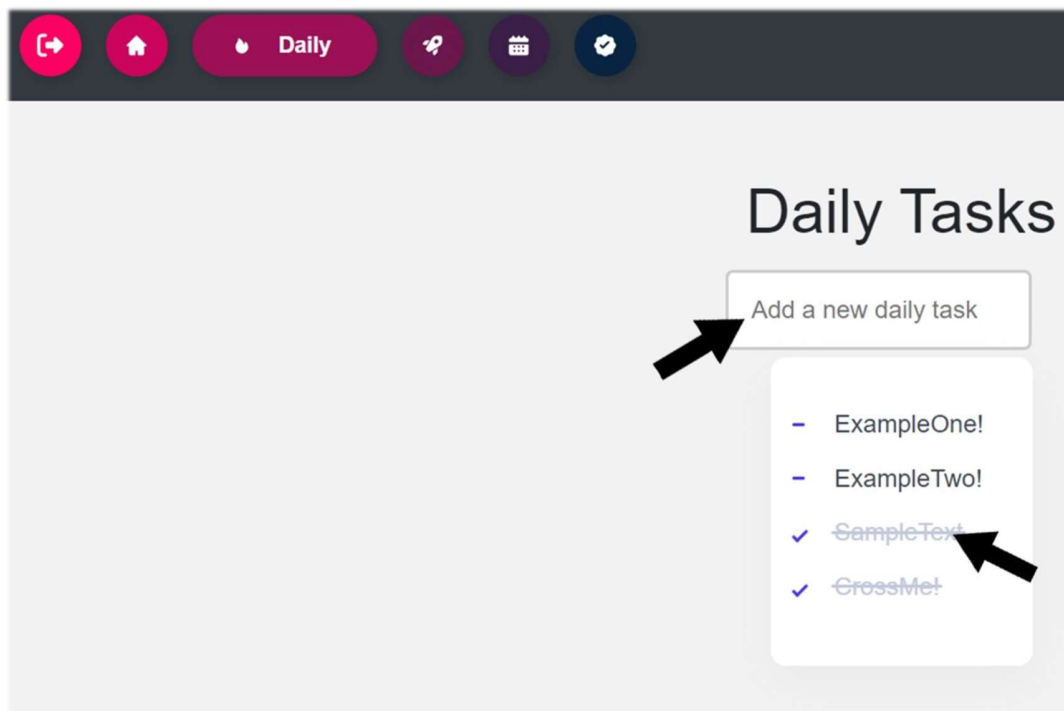 Daily
Daily Tasks
Add a new daily task
ExampleOne!
ExampleTwo!
SampleText
CrossMe!